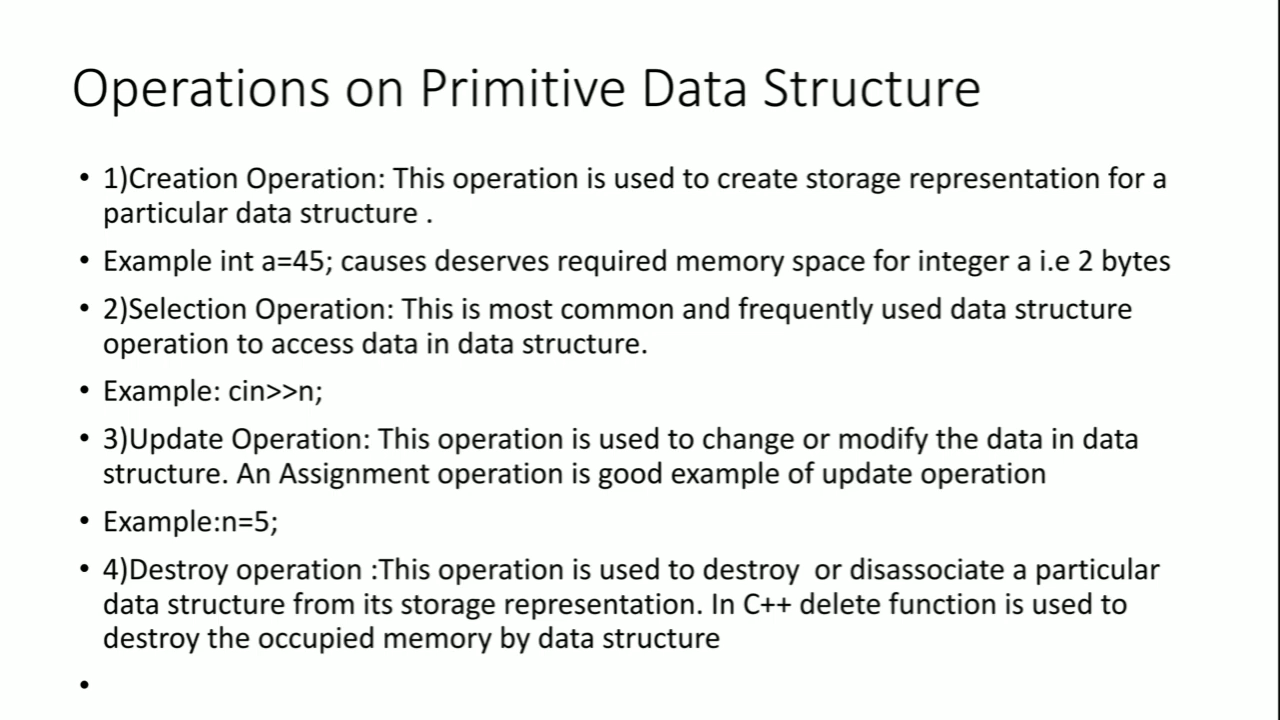 Operations on Primitive Data Structure
• 1)Creation Operation: This operation is used to create storage representation for a
particular data structure .
• Example int a=45; causes deserves required memory space for integer a i.e 2 bytes
• 2)Selection Operation: This is most common and frequently used data structure
operation to access data in data structure.
• Example: cin>>n;
• 3)Update Operation: This operation is used to change or modify the data in data
structure. An Assignment operation is good example of update operation
• Example:n=5;
• 4)Destroy operation :This operation is used to destroy  or disassociate a particular
data structure from its storage representation. In C++ delete function is used to
destroy the occupied memory by data structure
•